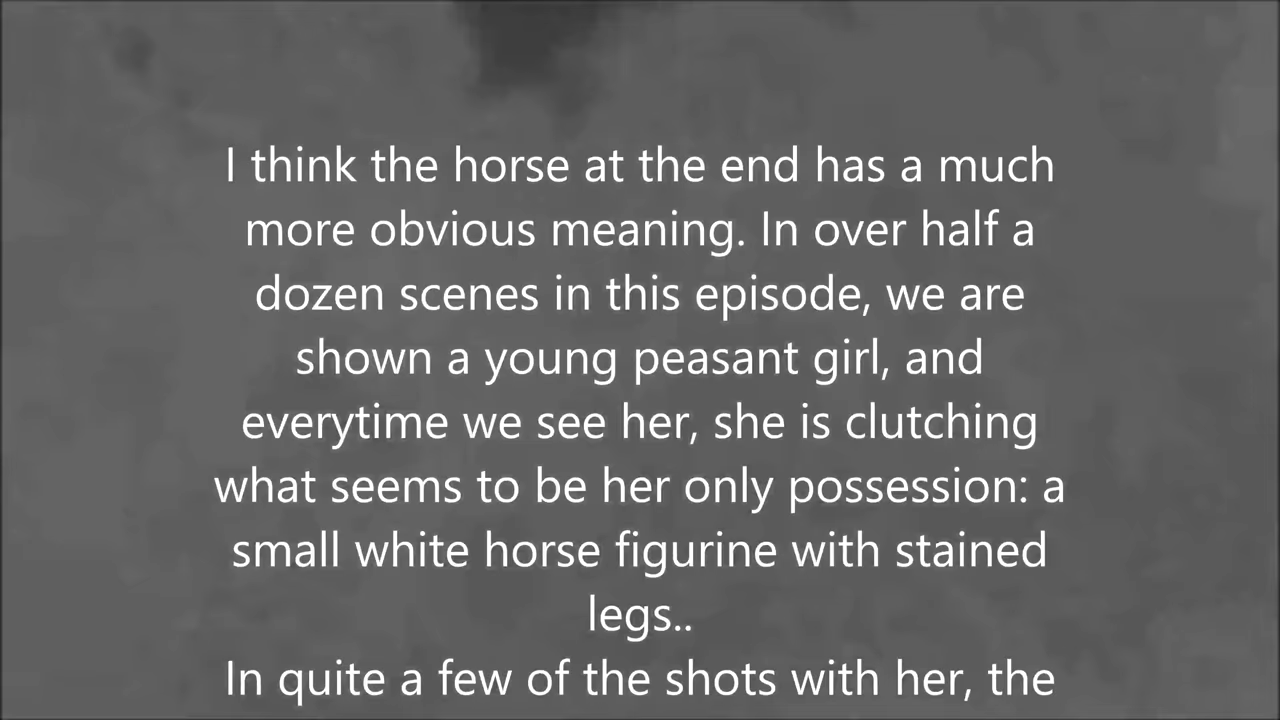 I think the horse at the end has a much
more obvious meaning. In over half a
dozen scenes in this episode, we are
shown a young peasant girl, and
everytime we see her, she is clutching
what seems to be her only possession: a
small white horse figurine with stained
legs..
In quite a few of the shots with her, the